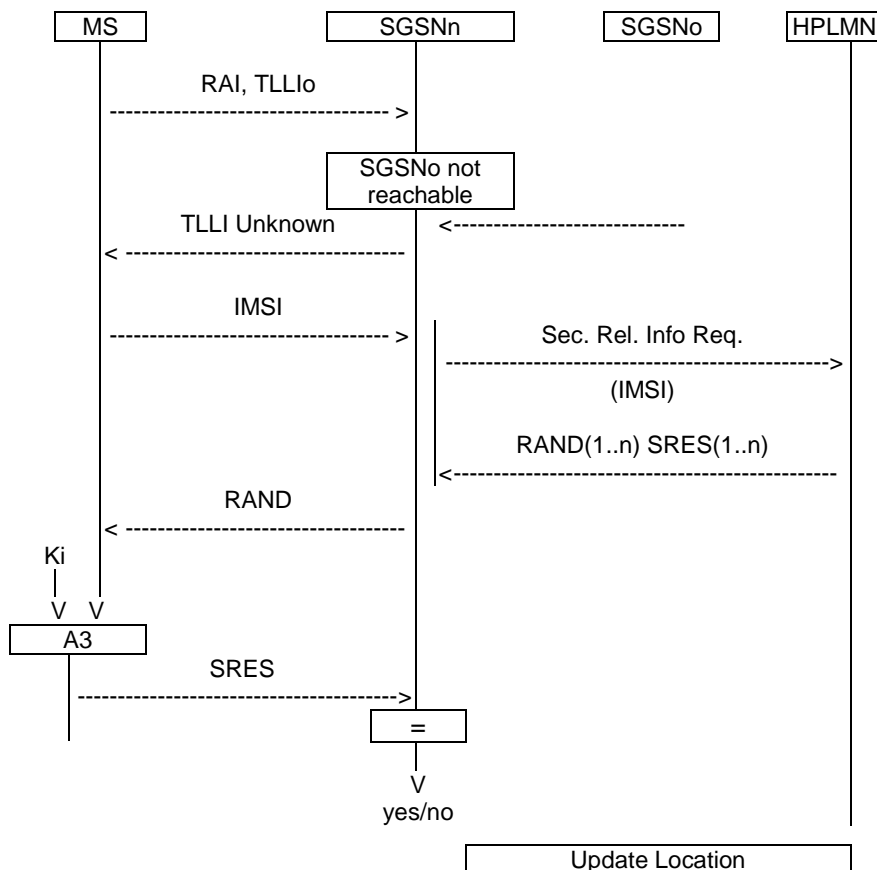 MS SGSNn SGSNo HPLMN
RAI, TLLIo
-------------------------------- >
SGSNo not
reachable
TLLI Unknown <---------------------------
< --------------------------------
IMSI
-------------------------------- > Sec. Rel. Info Req.
--------------------------------------------->
(IMSI)
RAND(1..n) SRES(1..n)
<---------------------------------------------
RAND
< --------------------------------
Ki
V V
A3
SRES
------------------------------------->
=
V
yes/no
Update Location